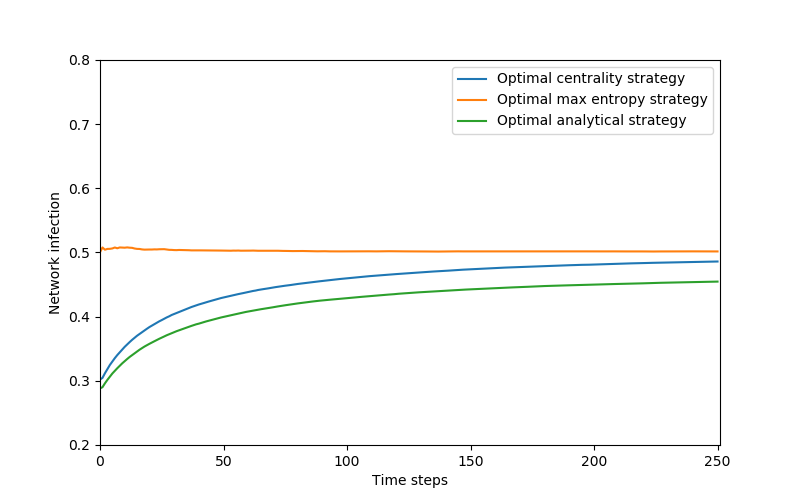 Optimal centrality strategy
Optimal max entropy strategy
Optimal analytical strategy
Network infection
0.8
0.7
0.6
0.5
0.4
0.3
0.2
0 50 100 150 200 250
Time steps